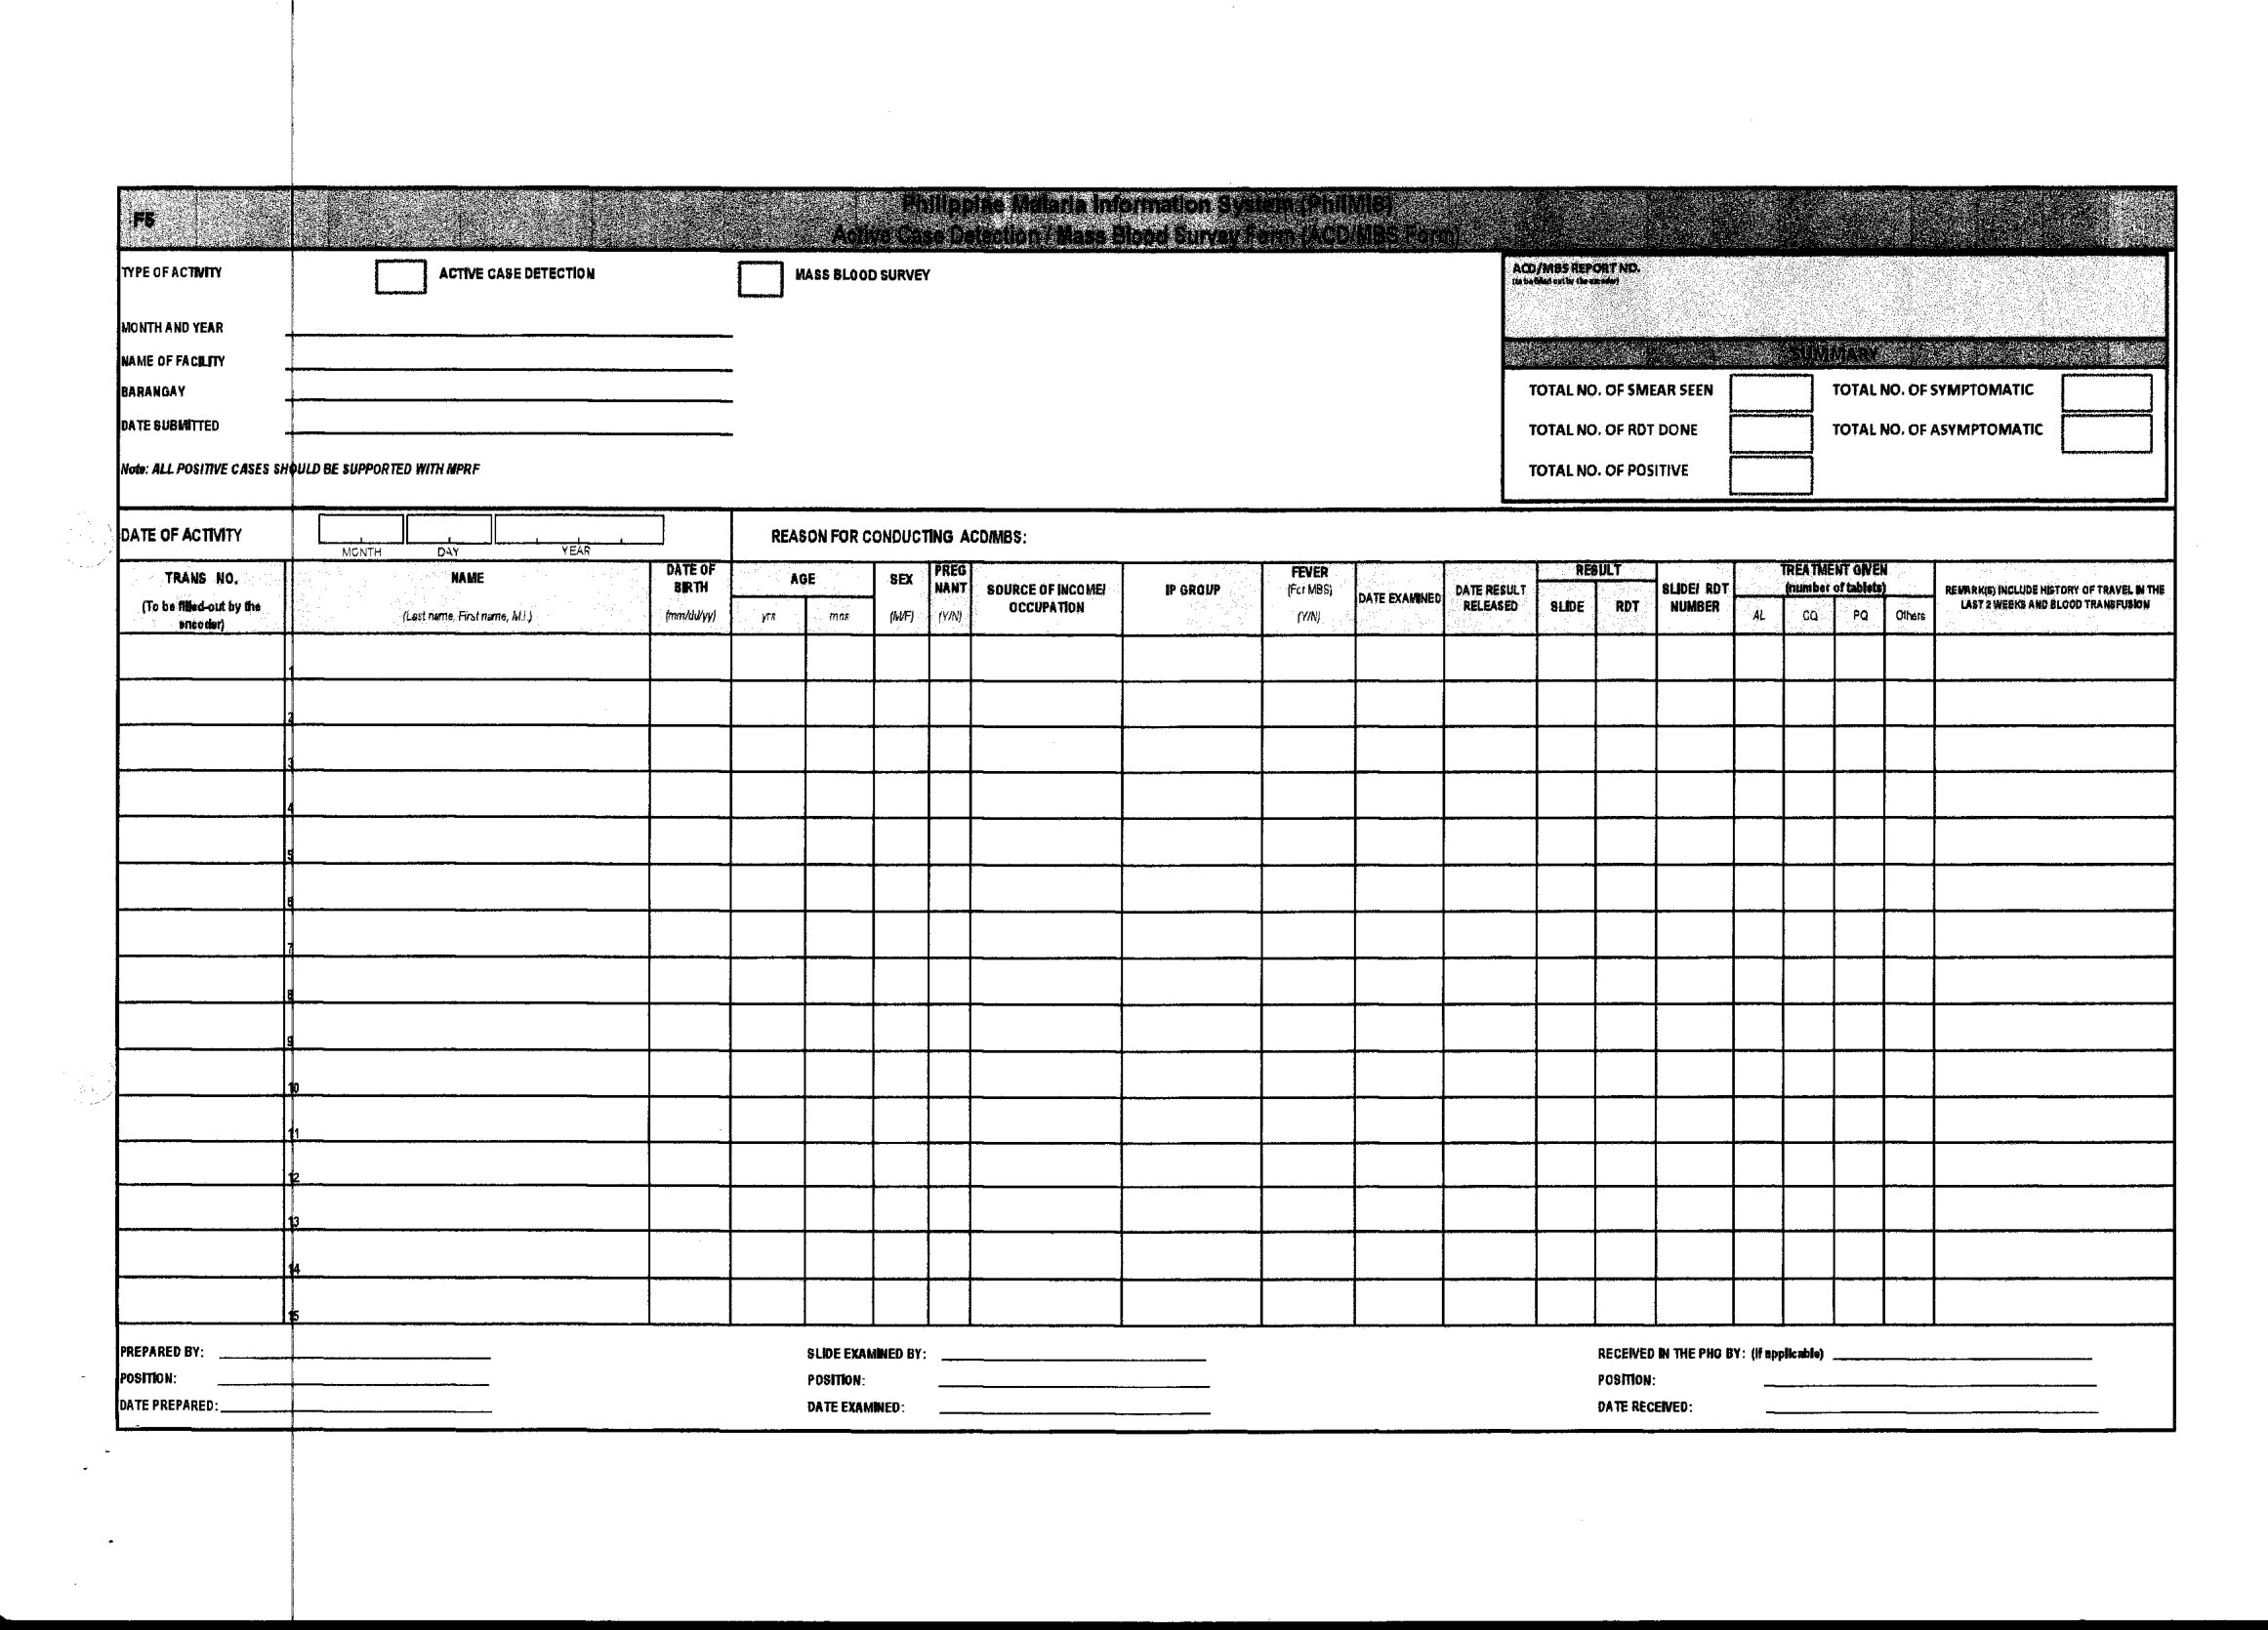 F5
Philippine Malaria Information System (PhilMIS)
Active Case Detection / Mass Blood Survey Form (ACD/MBS Form)
TYPE OF ACTIVITY
ACTIVE CASE DETECTION
MASS BLOOD SURVEY
ACD/MBS REPORT NO.
(to be filled out by the encoder)
MONTH AND YEAR
NAME OF FACILITY
BARANGAY
DATE SUBMITTED
Note: ALL POSITIVE CASES SHOULD BE SUPPORTED WITH MPRF
SUMMARY
TOTAL NO. OF SMEAR SEEN
TOTAL NO. OF SYMPTOMATIC
TOTAL NO. OF RDT DONE
TOTAL NO. OF ASYMPTOMATIC
TOTAL NO. OF POSITIVE
DATE OF ACTIVITY
MONTH DAY YEAR
REASON FOR CONDUCTING ACD/MBS:
TRANS NO.
(To be filled-out by the
encoder)
NAME
(Last name, First name, M.I.)
DATE OF
BIRTH
(mm/dd/yy)
AGE
yrs mos
SEX
(M/F)
PREG
NANT
(Y/N)
SOURCE OF INCOME/
OCCUPATION
IP GROUP
FEVER
(For MBS)
(Y/N)
DATE EXAMINED
DATE RESULT
RELEASED
RESULT
SLIDE RDT
SLIDE/ RDT
NUMBER
TREATMENT GIVEN
(number of tablets)
AL CQ PQ Others
REMARK(S) INCLUDE HISTORY OF TRAVEL IN THE
LAST 2 WEEKS AND BLOOD TRANSFUSION
1
2
3
4
5
6
7
8
9
10
11
12
13
14
15
PREPARED BY:
POSITION:
DATE PREPARED:
SLIDE EXAMINED BY:
POSITION:
DATE EXAMINED:
RECEIVED IN THE PHO BY: (if applicable)
POSITION:
DATE RECEIVED: